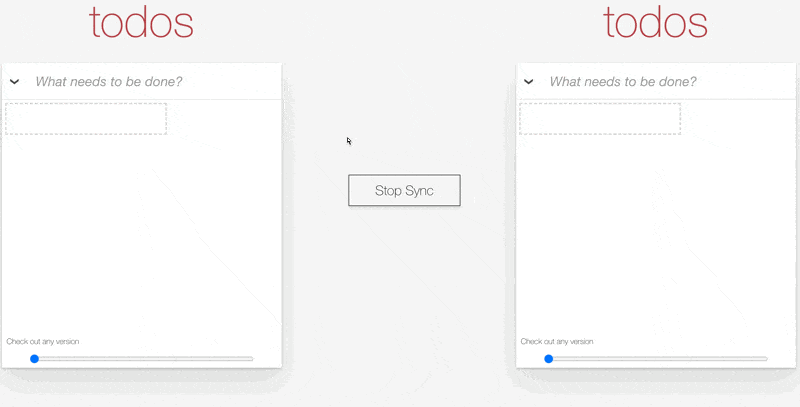 todos
What needs to be done?
Check out any version
Stop Sync
todos
What needs to be done?
Check out any version